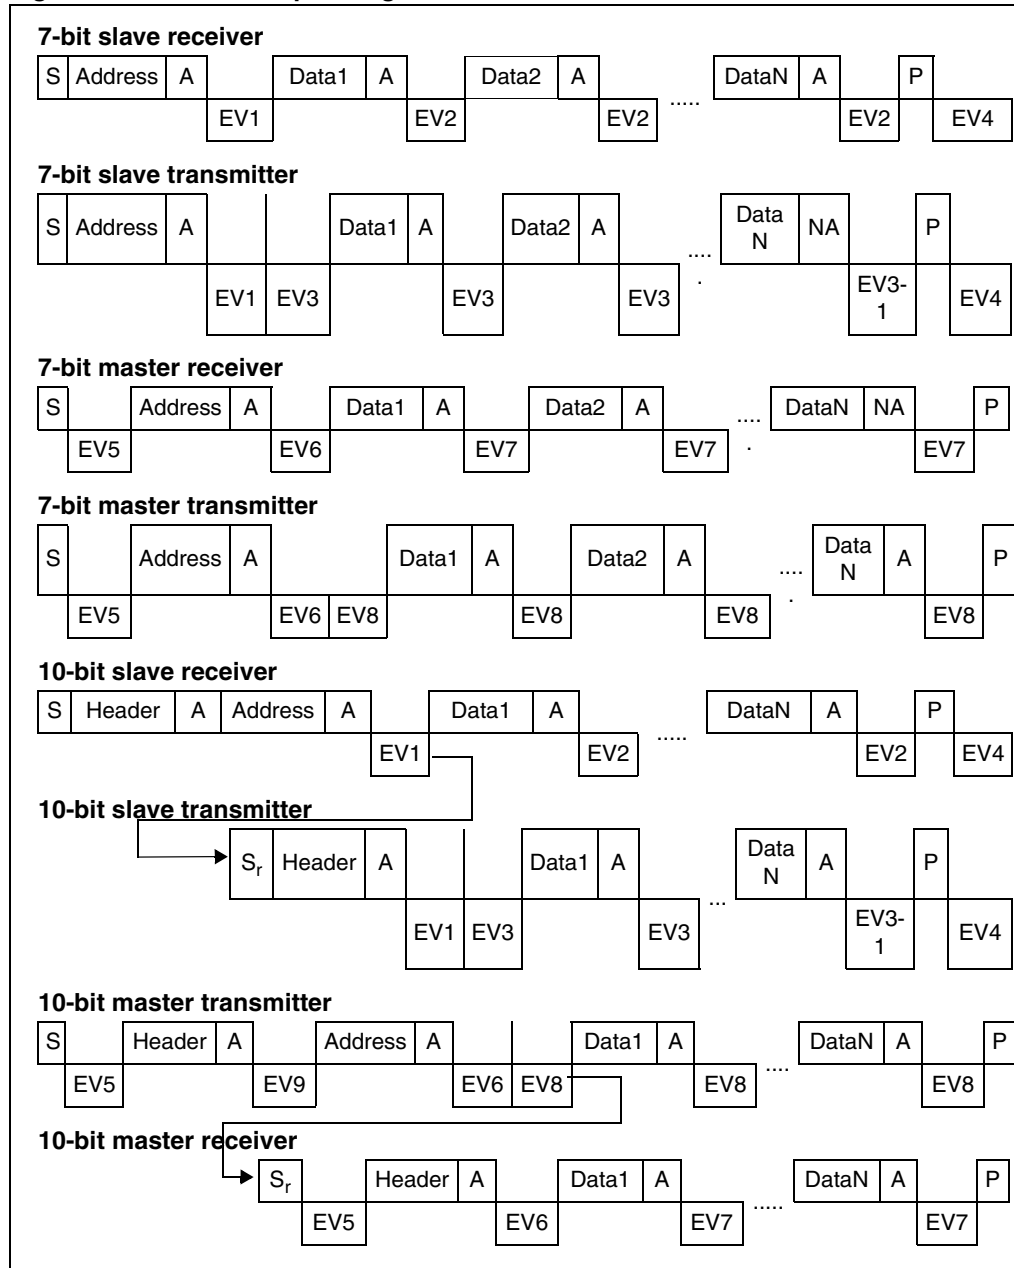 7-bit slave receiver
S Address A Data1 A Data2 A ..... DataN A P
EV1 EV2 EV2 EV2 EV4
7-bit slave transmitter
S Address A Data1 A Data2 A .... . Data N NA P
EV1 EV3 EV3 EV3 EV3-1 EV4
7-bit master receiver
S Address A Data1 A Data2 A .... . DataN NA P
EV5 EV6 EV7 EV7 EV7
7-bit master transmitter
S Address A Data1 A Data2 A .... . Data N A P
EV5 EV6 EV8 EV8 EV8 EV8
10-bit slave receiver
S Header A Address A Data1 A ..... DataN A P
EV1 EV2 EV2 EV4
10-bit slave transmitter
Sr Header A Data1 A ... Data N A P
EV1 EV3 EV3 EV3-1 EV4
10-bit master transmitter
S Header A Address A Data1 A .... DataN A P
EV5 EV9 EV6 EV8 EV8 EV8
10-bit master receiver
Sr Header A Data1 A ..... DataN A P
EV5 EV6 EV7 EV7